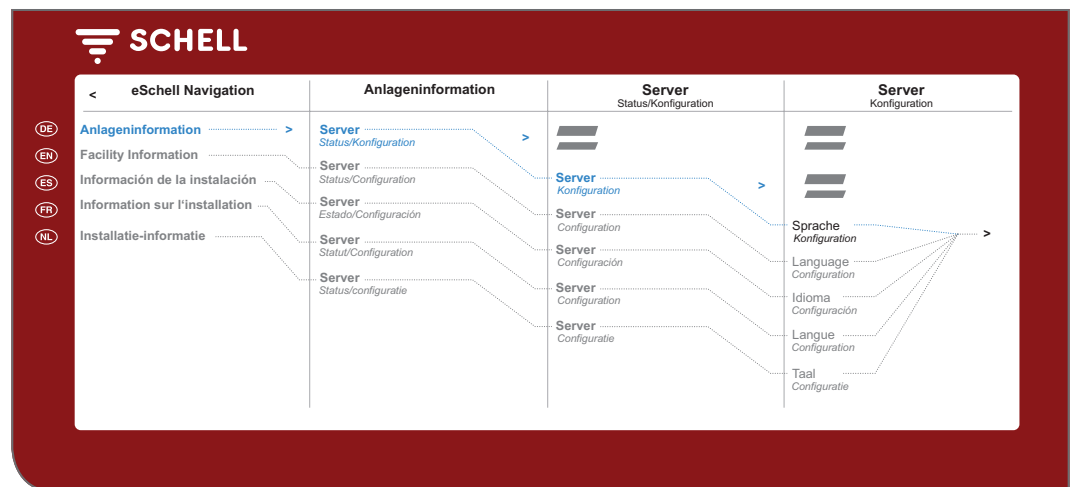 SCHELL
< eSchell Navigation
Anlageninformation
Server
Status/Konfiguration
Server
Konfiguration
DE
Anlageninformation >
EN
Facility Information
ES
Información de la instalación
FR
Information sur l'installation
NL
Installatie-informatie
Server
Status/Konfiguration
>
Server
Status/Configuration
Server
Estado/Configuración
Server
Statut/Configuration
Server
Status/configuratie
Server
Konfiguration
>
Server
Configuration
Server
Configuración
Server
Configuration
Server
Configuratie
Sprache
Konfiguration
>
Language
Configuration
Idioma
Configuración
Langue
Configuration
Taal
Configuratie